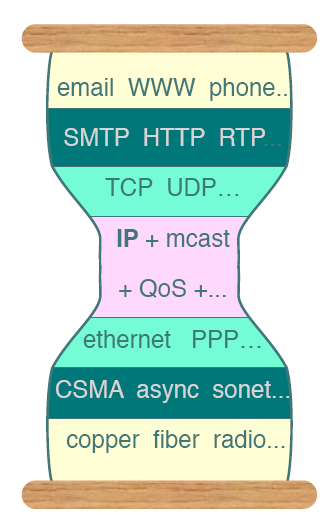 email WWW phone..
SMTP HTTP RTP...
TCP UDP...
IP + mcast
+ QoS +...
ethernet PPP...
CSMA async sonet...
copper fiber radio...